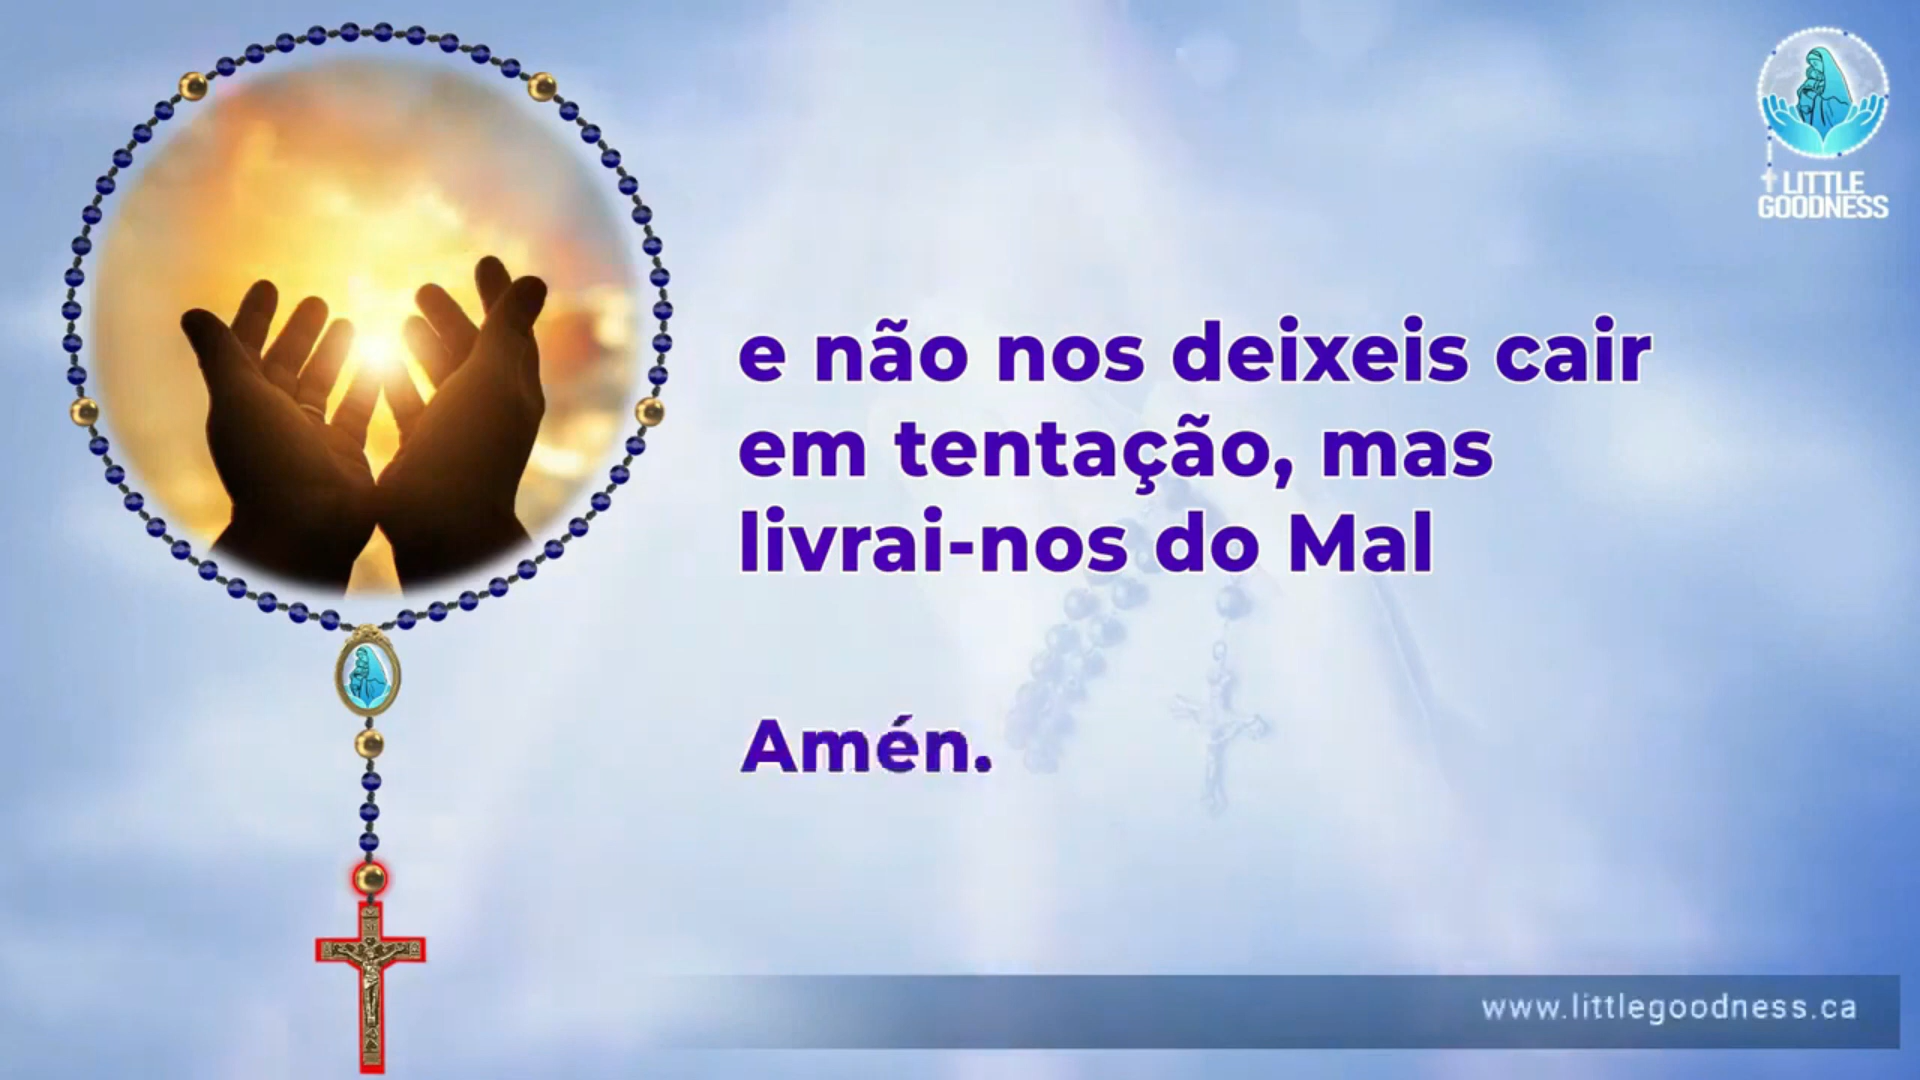 LITTLE
GOODNESS
e não nos deixeis cair
em tentação, mas
livrai-nos do Mal
Amén.
www.littlegoodness.ca